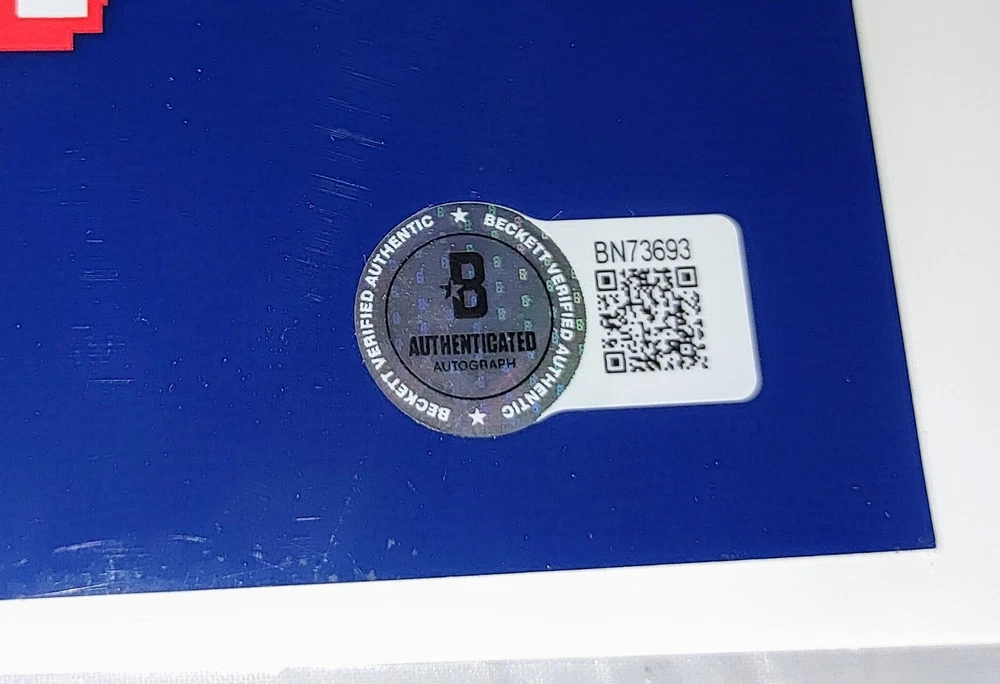 BECKETT VERIFIED AUTHENTIC ★ BECKETT VERIFIED AUTHENTIC ★
B
AUTHENTICATED
AUTOGRAPH
BN73693